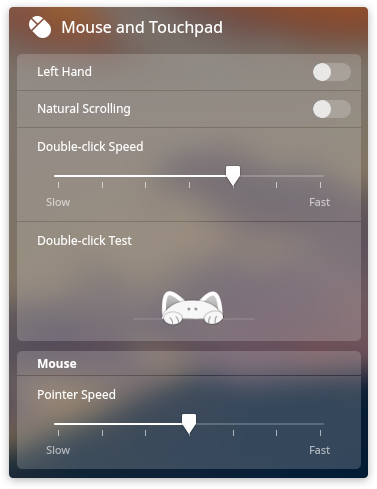 Mouse and Touchpad
Left Hand
Natural Scrolling
Double-click Speed
Slow Fast
Double-click Test
Mouse
Pointer Speed
Slow Fast